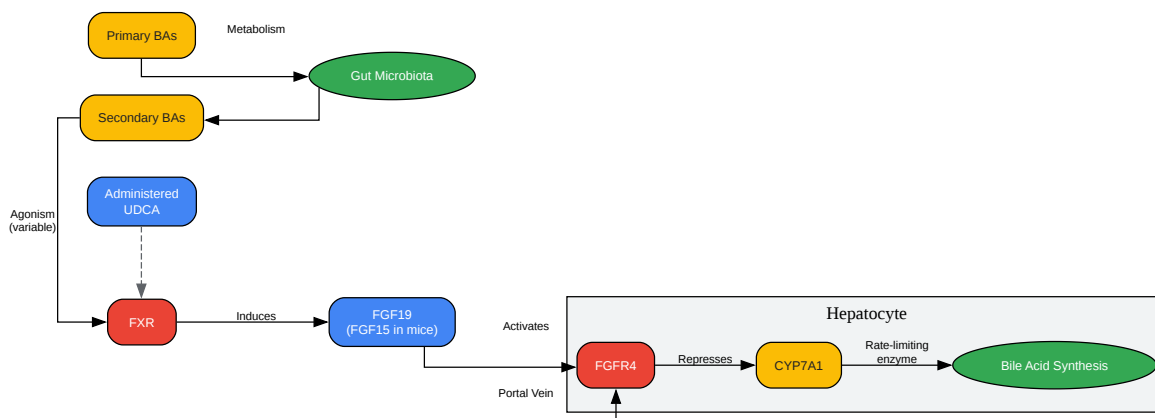 Primary BAs
Metabolism
Gut Microbiota
Secondary BAs
Administered
UDCA
Agonism
(variable)
FXR
Induces
FGF19
(FGF15 in mice)
Activates
Portal Vein
Hepatocyte
FGFR4
Represses
CYP7A1
Rate-limiting
enzyme
Bile Acid Synthesis